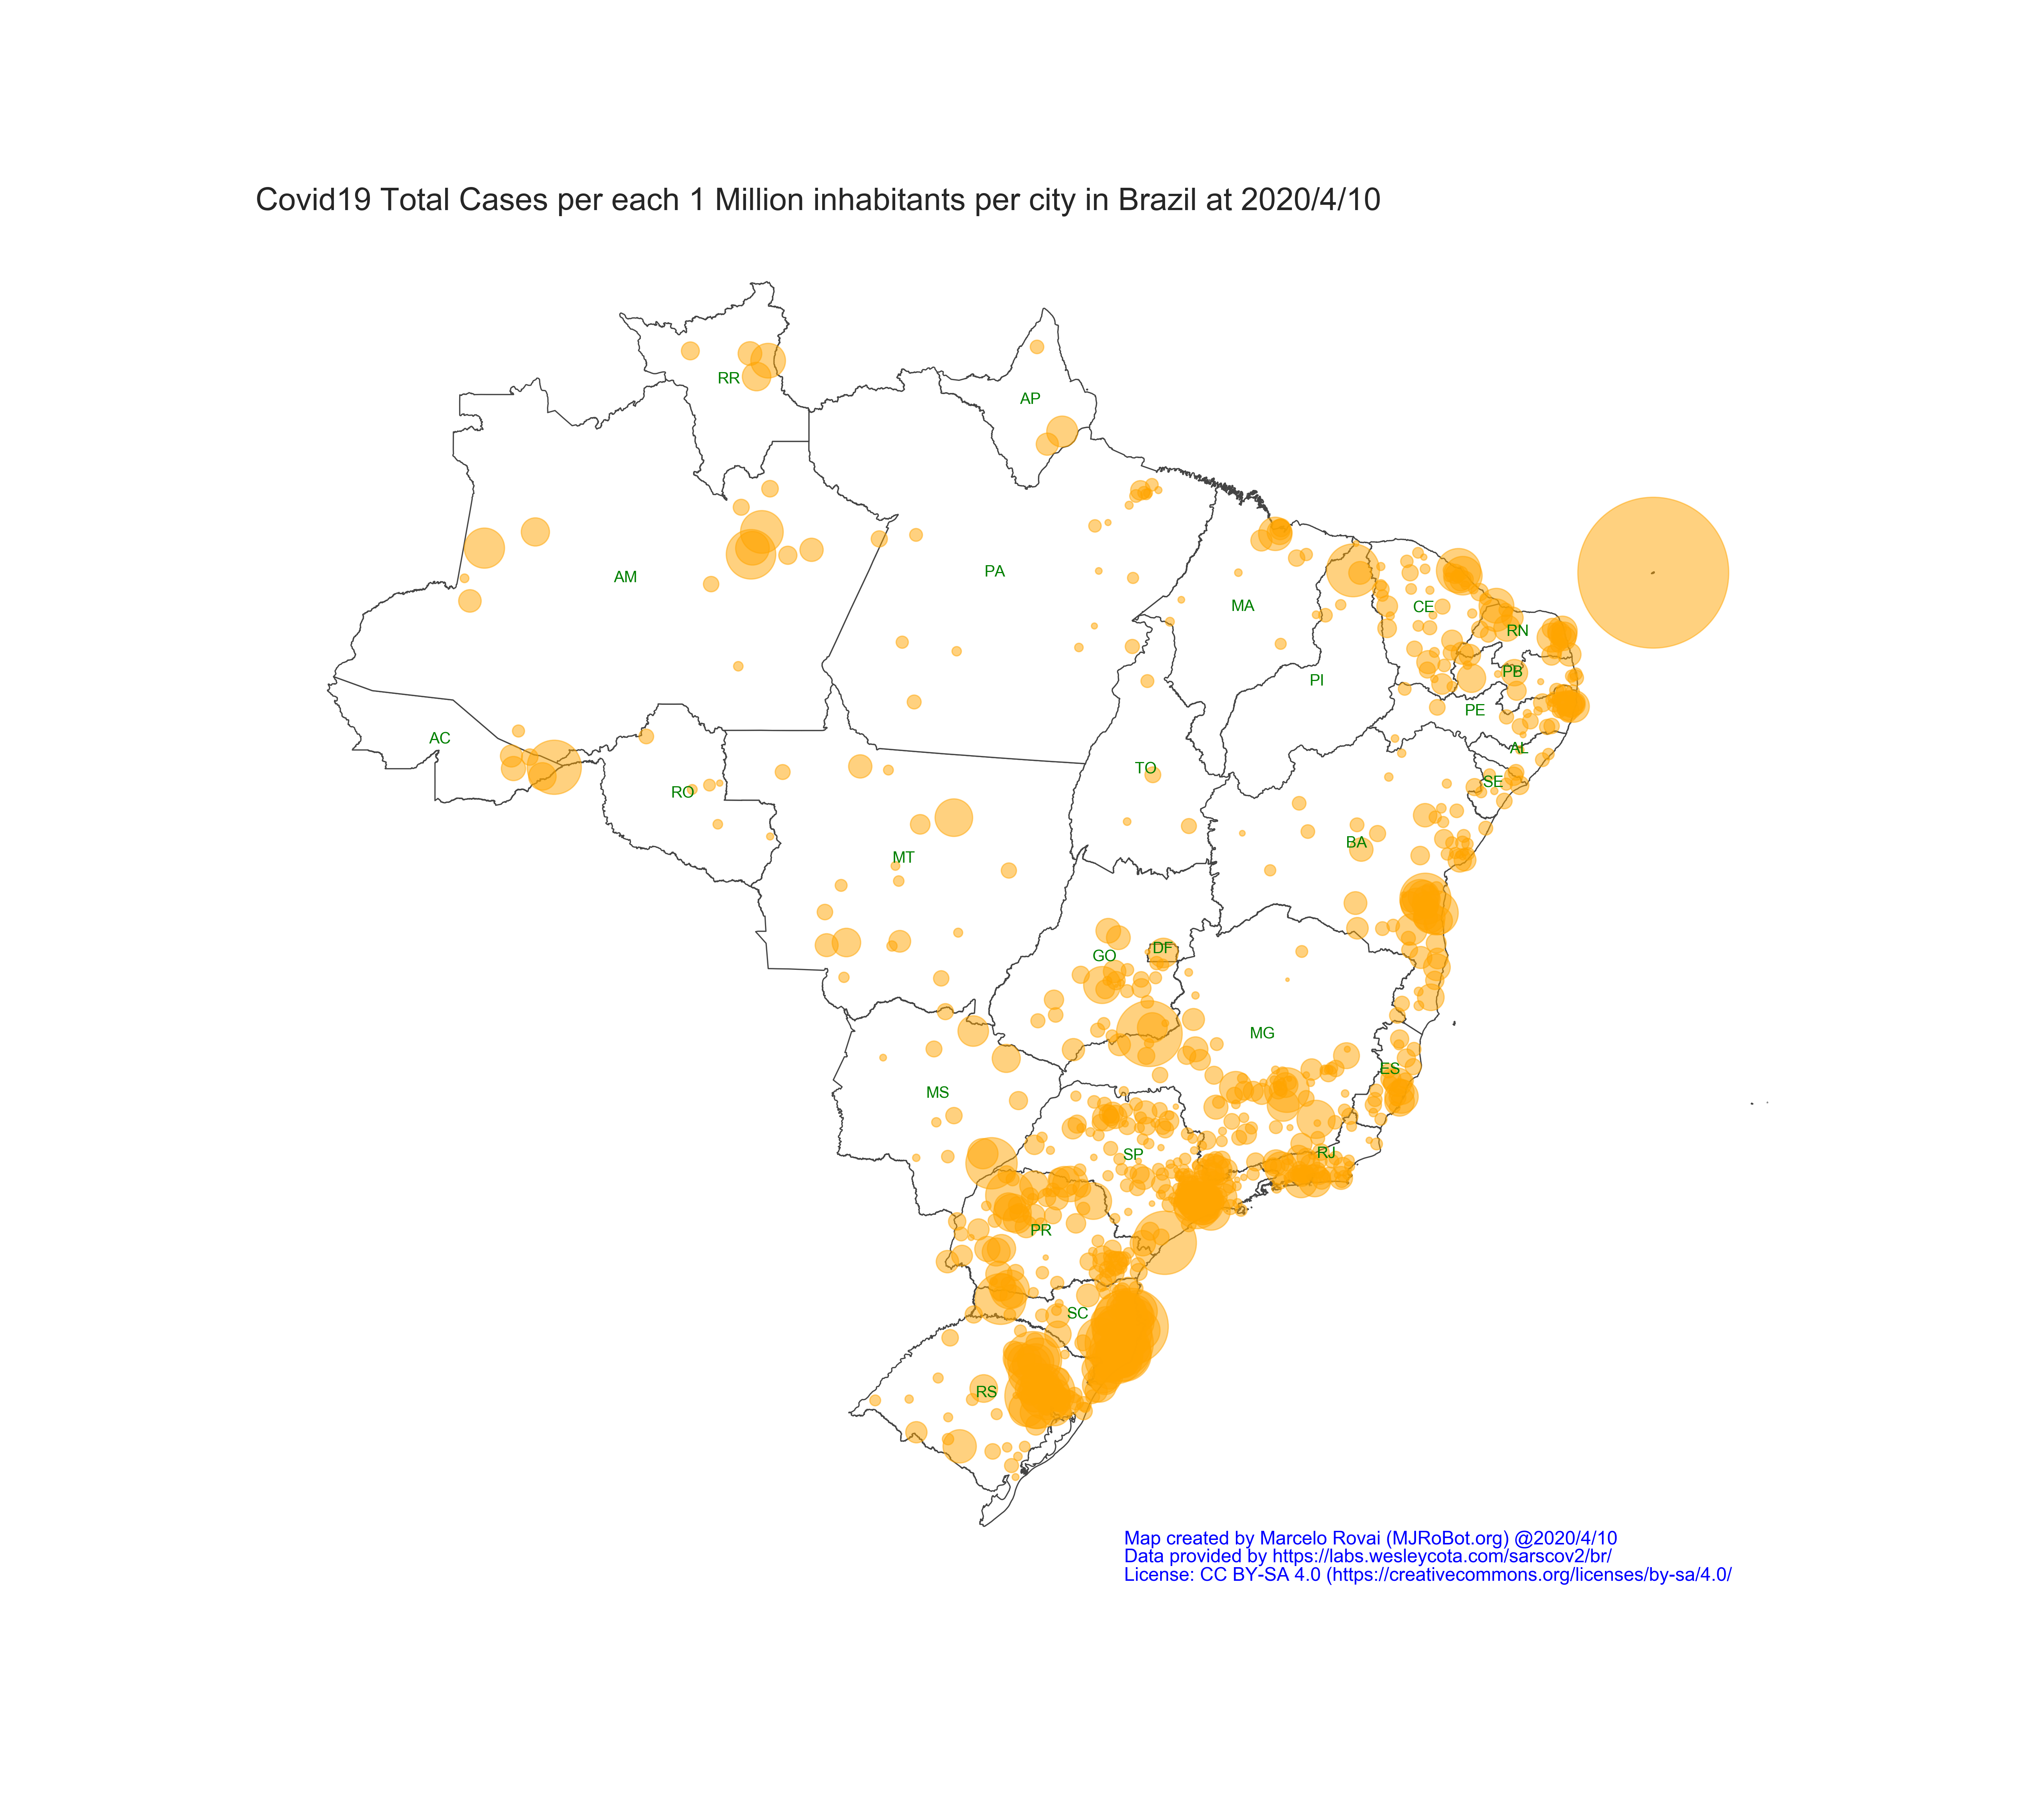 Covid19 Total Cases per each 1 Million inhabitants per city in Brazil at 2020/4/10
RR
AP
AM
PA
MA
CE
RN
PB
PI
PE
AC
AL
TO
SE
RO
BA
MT
DF
GO
MG
ES
MS
RJ
SP
PR
SC
RS
Map created by Marcelo Rovai (MJRoBot.org) @2020/4/10
Data provided by https://labs.wesleycota.com/sarscov2/br/
License: CC BY-SA 4.0 (https://creativecommons.org/licenses/by-sa/4.0/